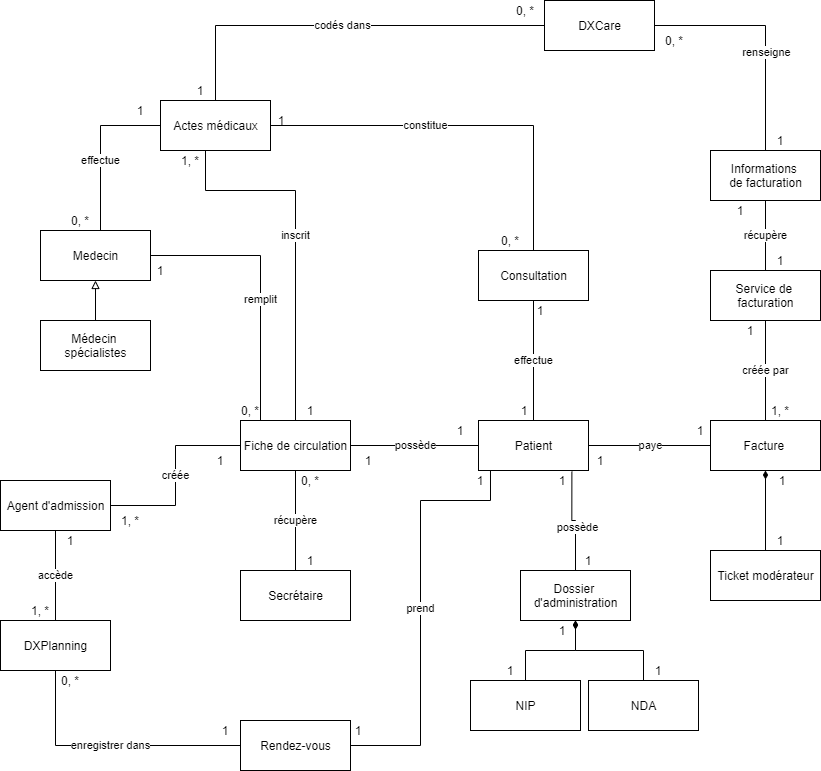 0, *
codés dans
DXCare
0, *
renseigne
1
1
Actes médicaux
1
constitue
1, *
effectue
1
Informations
de facturation
1
0, *
inscrit
récupère
0, *
Medecin
1
Consultation
1
1
Service de
facturation
remplit
1
Médecin
spécialistes
effectue
créée par
0, *
1
1
1, *
Fiche de circulation
possède
1
Patient
1
paye
Facture
1
1
1
créée
1
0, *
1
1
Agent d'admission
1, *
récupère
possède
1
1
1
1
accède
Secrétaire
Dossier
d'administration
Ticket modérateur
1, *
prend
DXPlanning
1
0, *
1
1
NIP
NDA
1
1
enregistrer dans
Rendez-vous